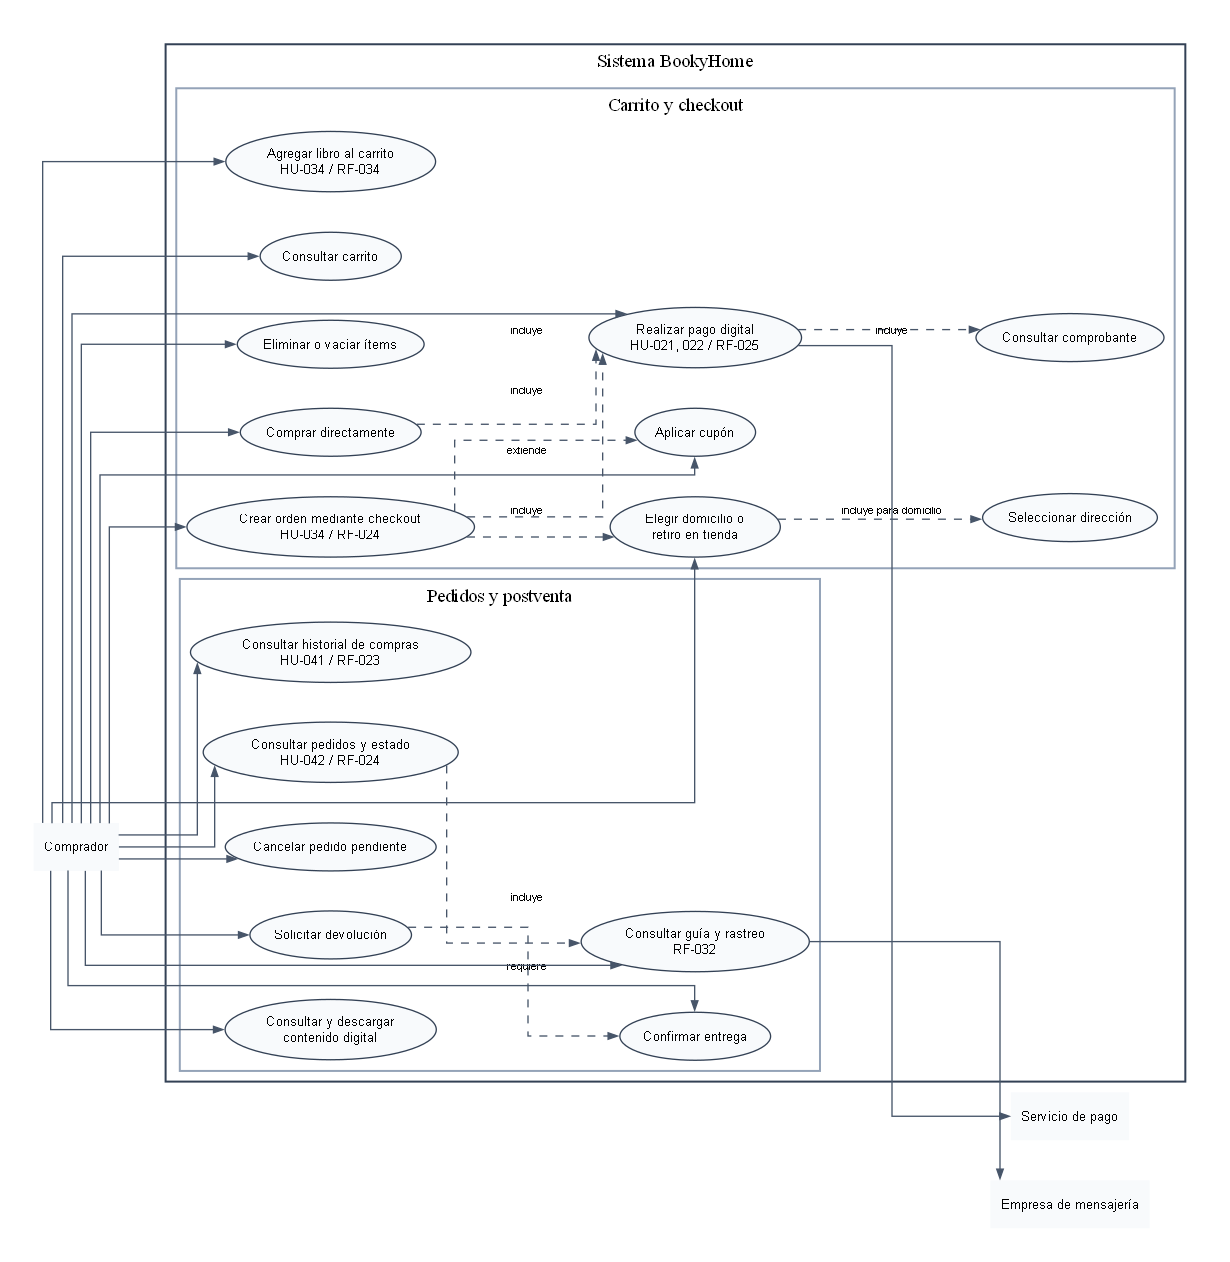 Sistema BookyHome
Carrito y checkout
Agregar libro al carrito
HU-034 / RF-034
Consultar carrito
Eliminar o vaciar ítems
incluye
Realizar pago digital
HU-021, 022 / RF-025
incluye
Consultar comprobante
incluye
Comprar directamente
Aplicar cupón
extiende
Crear orden mediante checkout
HU-034 / RF-024
incluye
Elegir domicilio o
retiro en tienda
incluye para domicilio
Seleccionar dirección
Pedidos y postventa
Consultar historial de compras
HU-041 / RF-023
Consultar pedidos y estado
HU-042 / RF-024
Comprador
Cancelar pedido pendiente
incluye
Solicitar devolución
Consultar guía y rastreo
RF-032
requiere
Consultar y descargar
contenido digital
Confirmar entrega
Servicio de pago
Empresa de mensajería